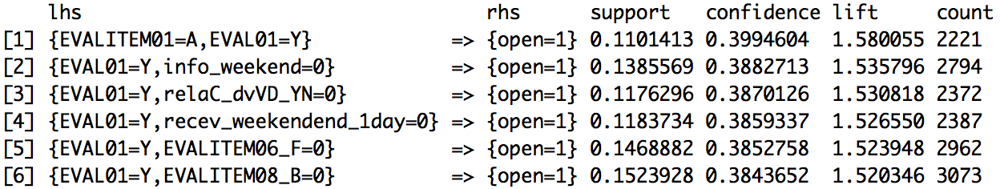 lhs rhs support confidence lift count
[1] {EVALITEM01=A,EVAL01=Y} => {open=1} 0.1101413 0.3994604 1.580055 2221
[2] {EVAL01=Y,info_weekend=0} => {open=1} 0.1385569 0.3882713 1.535796 2794
[3] {EVAL01=Y,relaC_dvVD_YN=0} => {open=1} 0.1176296 0.3870126 1.530818 2372
[4] {EVAL01=Y,recev_weekendend_1day=0} => {open=1} 0.1183734 0.3859337 1.526550 2387
[5] {EVAL01=Y,EVALITEM06_F=0} => {open=1} 0.1468882 0.3852758 1.523948 2962
[6] {EVAL01=Y,EVALITEM08_B=0} => {open=1} 0.1523928 0.3843652 1.520346 3073